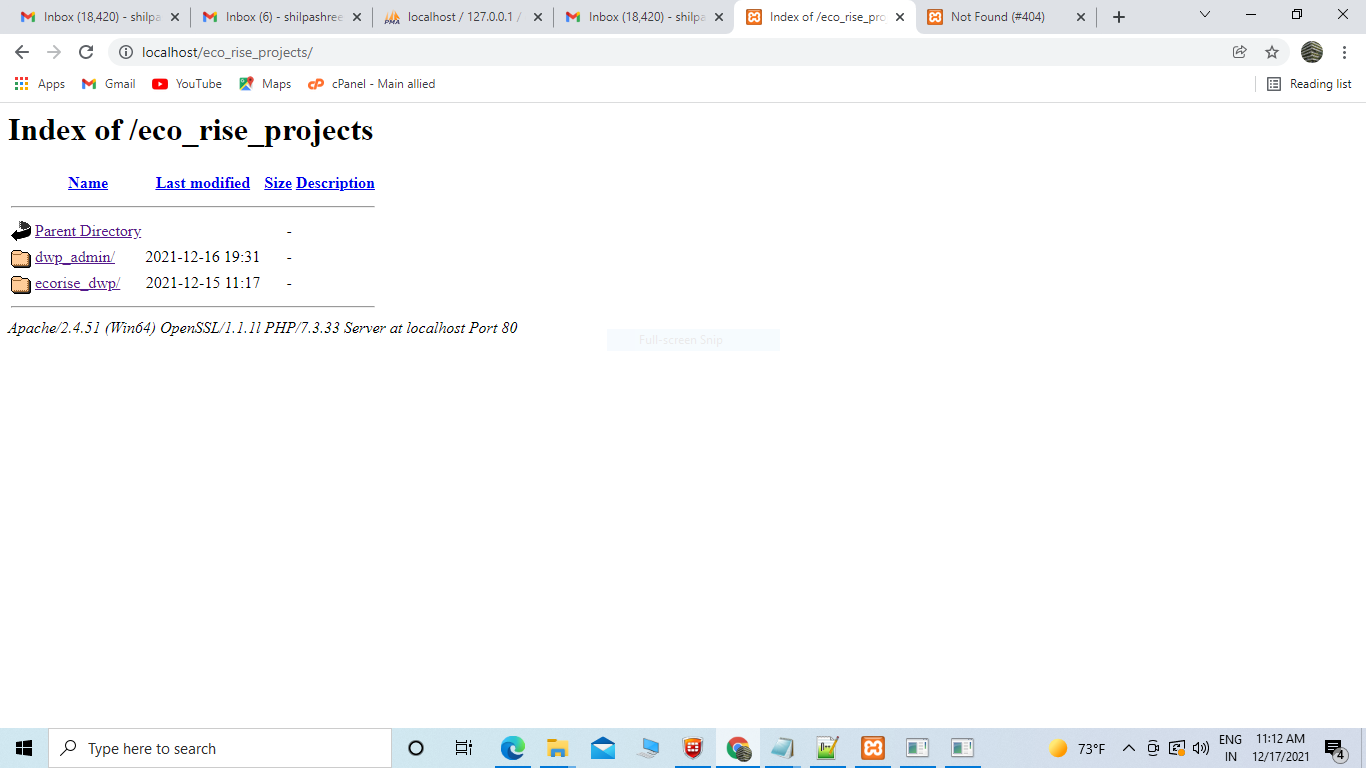 Inbox (18,420) - shilpa
Inbox (6) - shilpashree
localhost / 127.0.0.1 /
Inbox (18,420) - shilpa
Index of /eco_rise_pro
Not Found (#404)
localhost/eco_rise_projects/
Apps
Gmail
YouTube
Maps
cPanel - Main allied
Reading list
Index of /eco_rise_projects
Name Last modified Size Description
Parent Directory -
dwp_admin/ 2021-12-16 19:31 -
ecorise_dwp/ 2021-12-15 11:17 -
Apache/2.4.51 (Win64) OpenSSL/1.1.1l PHP/7.3.33 Server at localhost Port 80
Full-screen Snip
Type here to search
73°F
ENG
IN
11:12 AM
12/17/2021
4